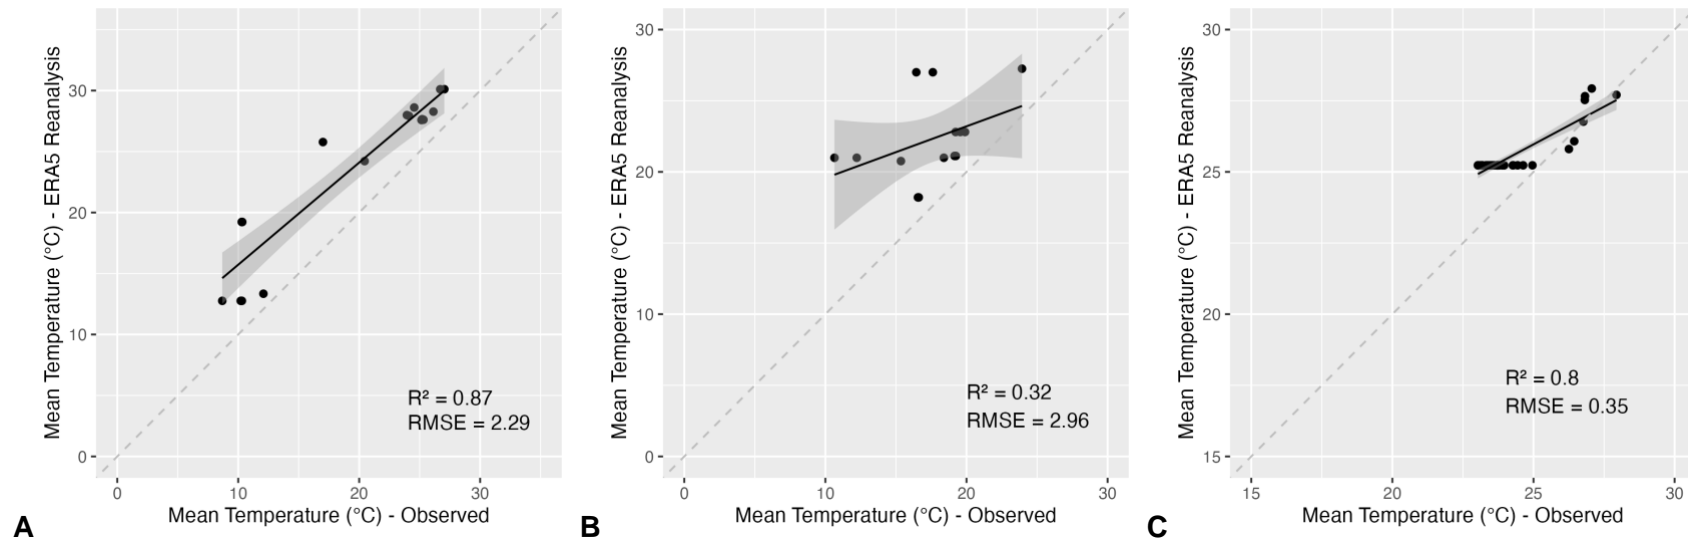 Mean Temperature (°C) - ERA5 Reanalysis
30
20
10
0
R² = 0.87
RMSE = 2.29
0 10 20 30
Mean Temperature (°C) - Observed
A
Mean Temperature (°C) - ERA5 Reanalysis
30
20
10
0
R² = 0.32
RMSE = 2.96
0 10 20 30
Mean Temperature (°C) - Observed
B
Mean Temperature (°C) - ERA5 Reanalysis
30
25
20
15
R² = 0.8
RMSE = 0.35
15 20 25 30
Mean Temperature (°C) - Observed
C